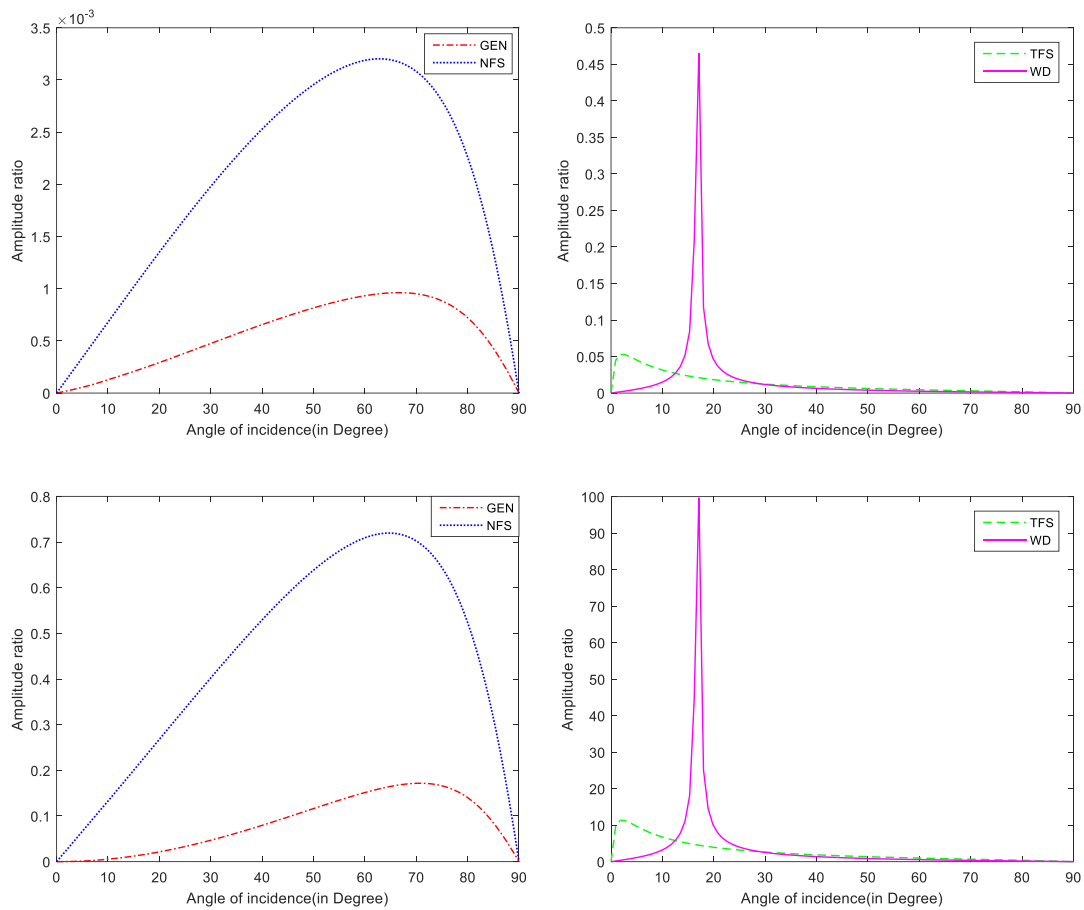 ×10⁻³
3.5
3
2.5
2
1.5
1
0.5
0
0 10 20 30 40 50 60 70 80 90
Amplitude ratio
Angle of incidence(in Degree)
GEN
NFS
0.5
0.45
0.4
0.35
0.3
0.25
0.2
0.15
0.1
0.05
0
0 10 20 30 40 50 60 70 80 90
Amplitude ratio
Angle of incidence(in Degree)
TFS
WD
0.8
0.7
0.6
0.5
0.4
0.3
0.2
0.1
0
0 10 20 30 40 50 60 70 80 90
Amplitude ratio
Angle of incidence(in Degree)
GEN
NFS
100
90
80
70
60
50
40
30
20
10
0
0 10 20 30 40 50 60 70 80 90
Amplitude ratio
Angle of incidence(in Degree)
TFS
WD